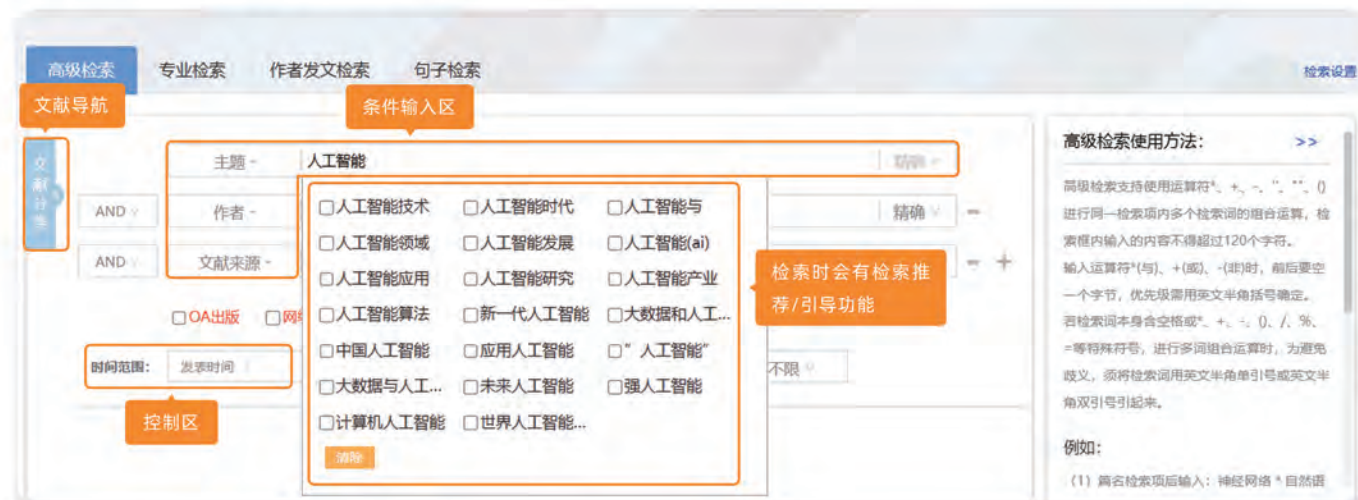 高级检索 专业检索 作者发文检索 句子检索 检索设置
文献导航
条件输入区
文献分类
主题 人工智能 精确
AND 作者 精确
AND 文献来源
□人工智能技术 □人工智能时代 □人工智能与
□人工智能领域 □人工智能发展 □人工智能(ai)
□人工智能应用 □人工智能研究 □人工智能产业
□人工智能算法 □新一代人工智能 □大数据和人工...
□中国人工智能 □应用人工智能 □"人工智能"
□大数据与人工... □未来人工智能 □强人工智能
□计算机人工智能 □世界人工智能...
清除
检索时会有检索推
荐/引导功能
□OA出版 □网
时间范围： 发表时间 不限
控制区
高级检索使用方法： >>
高级检索支持使用运算符*、+、-、''、""、()
进行同一检索项内多个检索词的组合运算，检
索框内输入的内容不得超过120个字符。
输入运算符*(与)、+(或)、-(非)时，前后要空
一个字节，优先级需用英文半角括号确定。
若检索词本身含空格或*、+、-、()、/、%、
=等特殊符号，进行多词组合运算时，为避免
歧义，须将检索词用英文半角单引号或英文半
角双引号引起来。
例如：
（1）篇名检索项后输入：神经网络 * 自然语